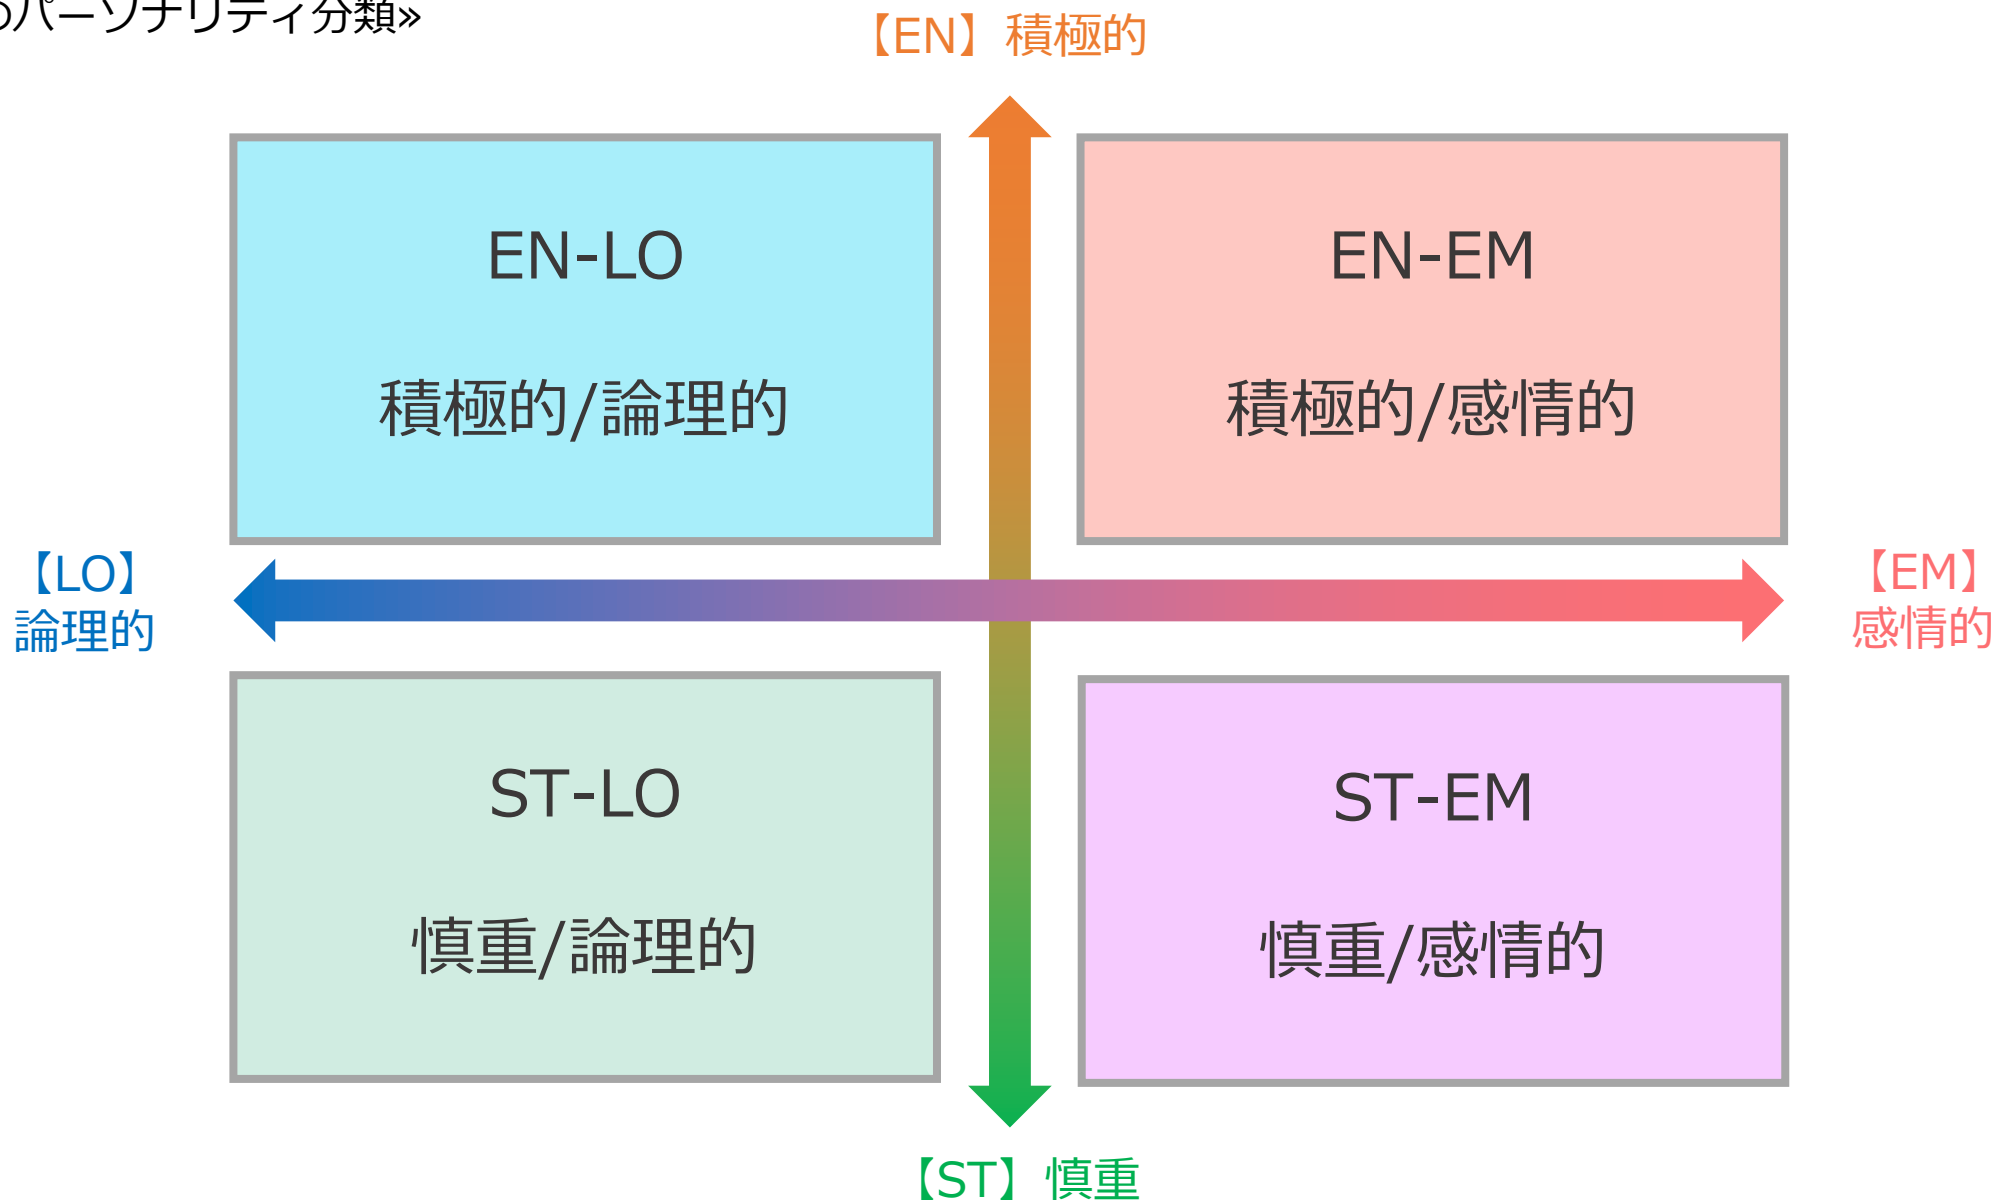 パーソナリティ分類»
【EN】積極的
EN-LO
積極的/論理的
EN-EM
積極的/感情的
【LO】
論理的
【EM】
感情的
ST-LO
慎重/論理的
ST-EM
慎重/感情的
【ST】慎重